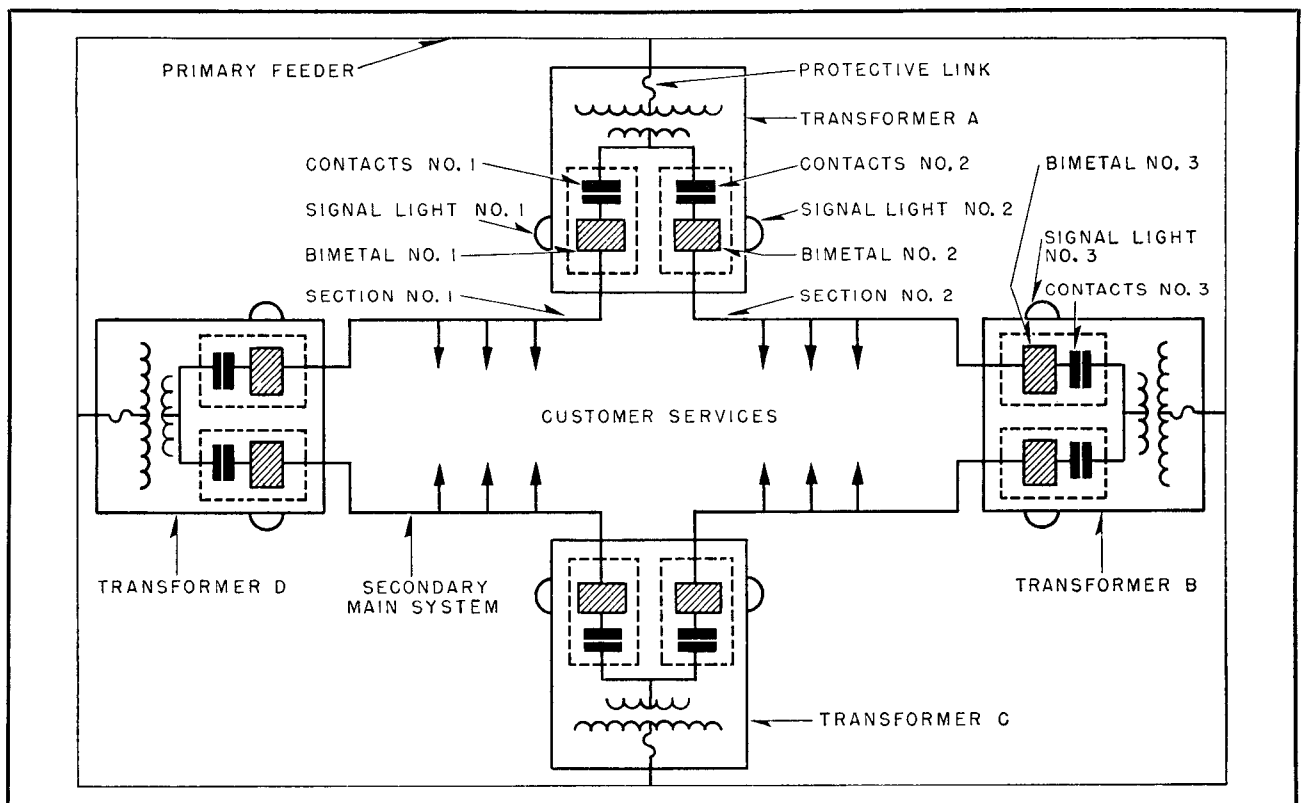 PRIMARY FEEDER
PROTECTIVE LINK
TRANSFORMER A
CONTACTS NO. 1
CONTACTS NO. 2
BIMETAL NO. 3
SIGNAL LIGHT NO. 1
SIGNAL LIGHT NO. 2
SIGNAL LIGHT
NO. 3
BIMETAL NO. 1
BIMETAL NO. 2
CONTACTS NO. 3
SECTION NO. 1
SECTION NO. 2
CUSTOMER SERVICES
TRANSFORMER D
SECONDARY
MAIN SYSTEM
TRANSFORMER B
TRANSFORMER C